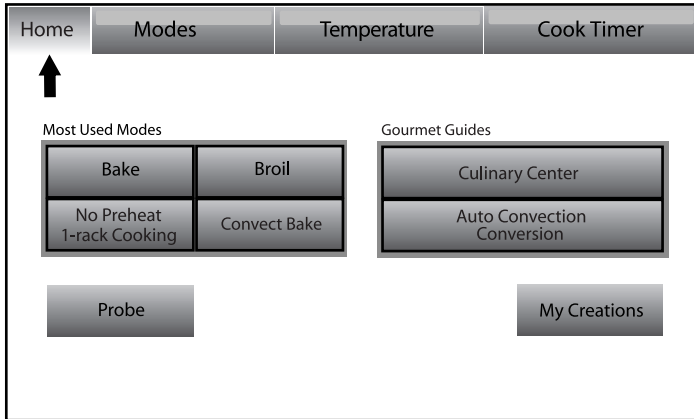 Home
Modes
Temperature
Cook Timer
Most Used Modes
Bake
Broil
No Preheat
1-rack Cooking
Convect Bake
Gourmet Guides
Culinary Center
Auto Convection
Conversion
Probe
My Creations